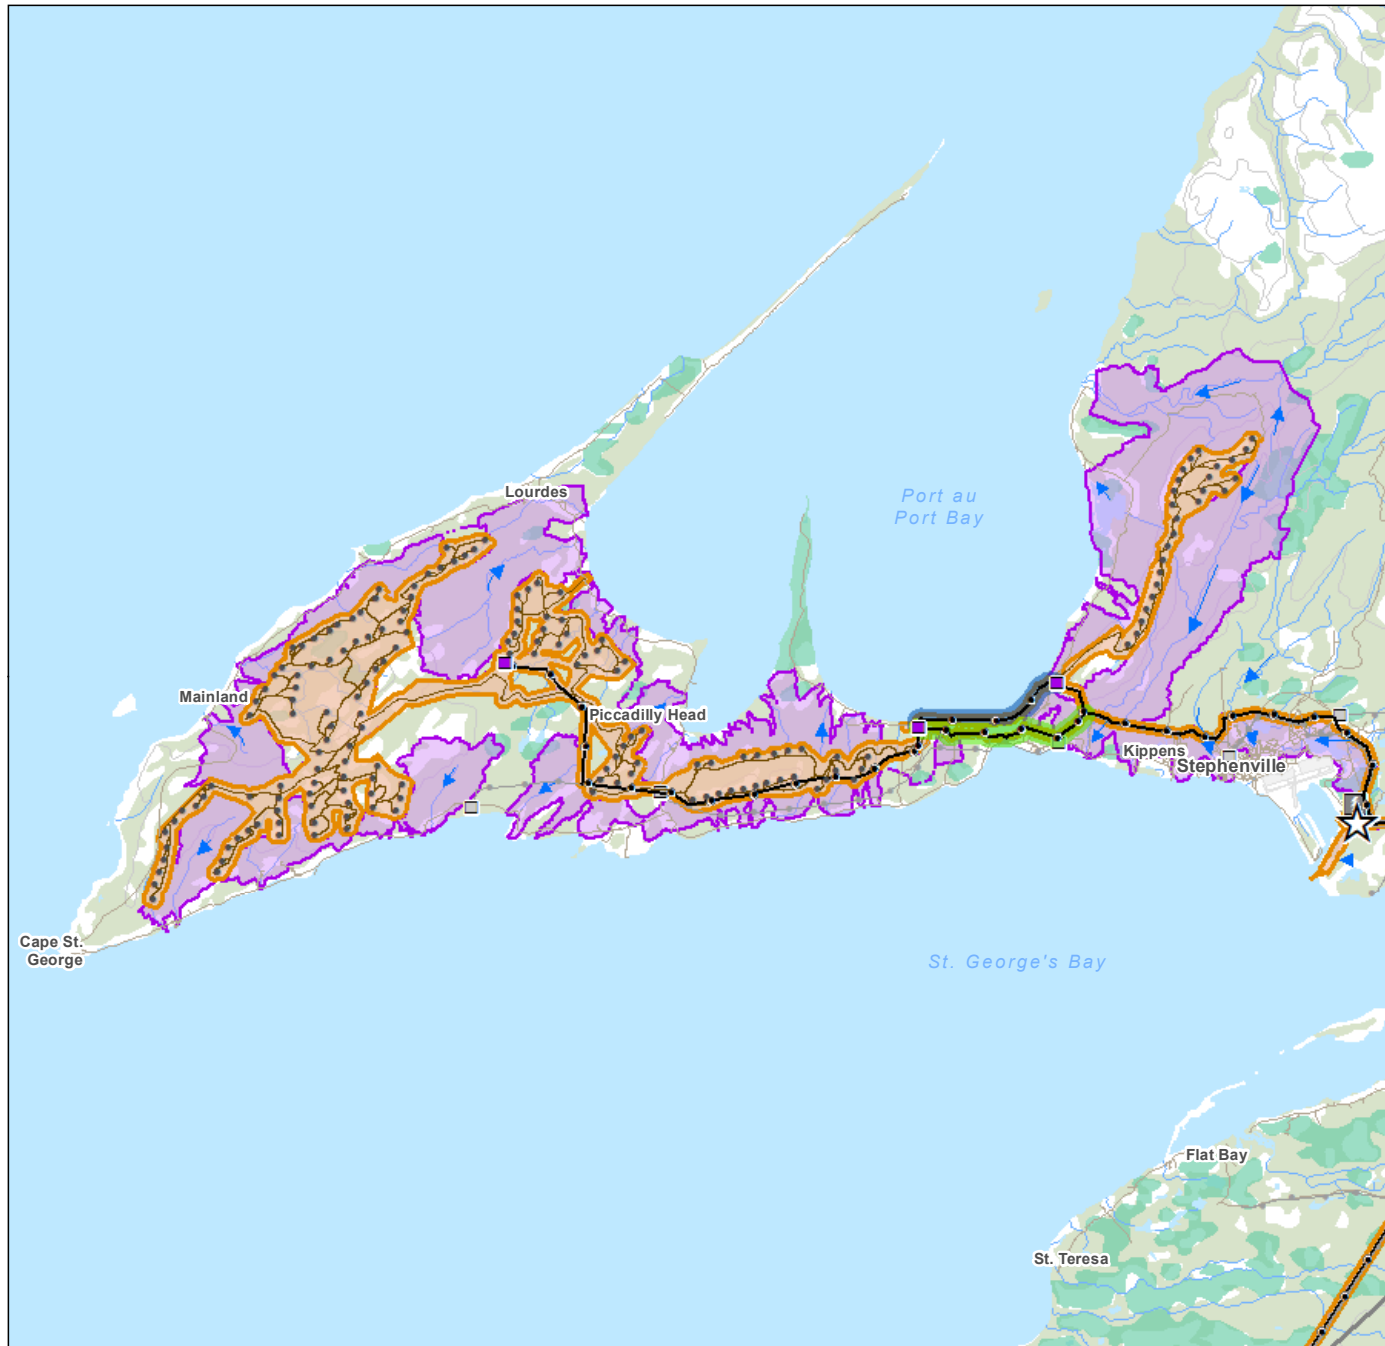 Lourdes
Port au
Port Bay
Mainland
Piccadilly Head
Kippens
Stephenville
Cape St.
George
St. George's Bay
Flat Bay
St. Teresa